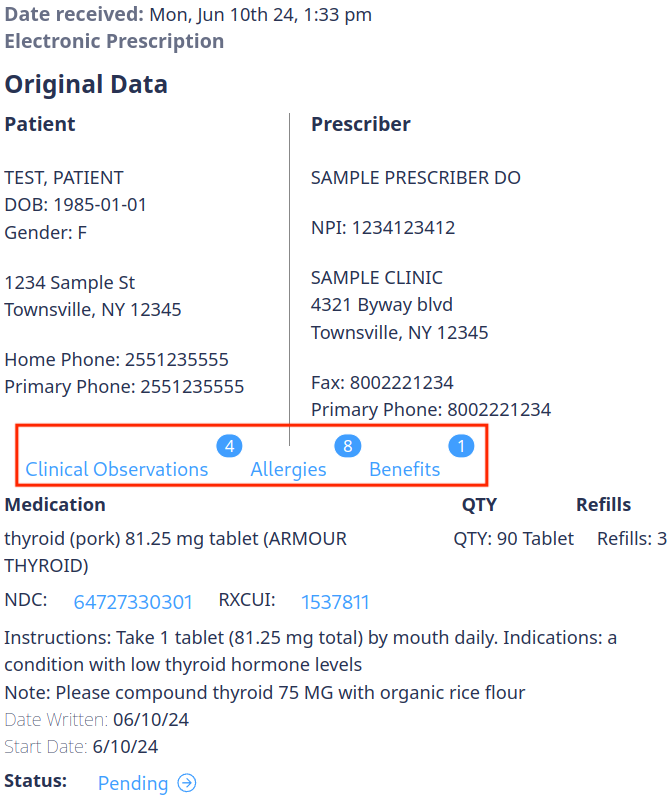 Date received: Mon, Jun 10th 24, 1:33 pm
Electronic Prescription
Original Data
Patient
TEST, PATIENT
DOB: 1985-01-01
Gender: F
1234 Sample St
Townsville, NY 12345
Home Phone: 2551235555
Primary Phone: 2551235555
Prescriber
SAMPLE PRESCRIBER DO
NPI: 1234123412
SAMPLE CLINIC
4321 Byway blvd
Townsville, NY 12345
Fax: 8002221234
Primary Phone: 8002221234
Clinical Observations 4 Allergies 8 Benefits 1
Medication QTY Refills
thyroid (pork) 81.25 mg tablet (ARMOUR QTY: 90 Tablet Refills: 3
THYROID)
NDC: 64727330301 RXCUI: 1537811
Instructions: Take 1 tablet (81.25 mg total) by mouth daily. Indications: a
condition with low thyroid hormone levels
Note: Please compound thyroid 75 MG with organic rice flour
Date Written: 06/10/24
Start Date: 6/10/24
Status: Pending